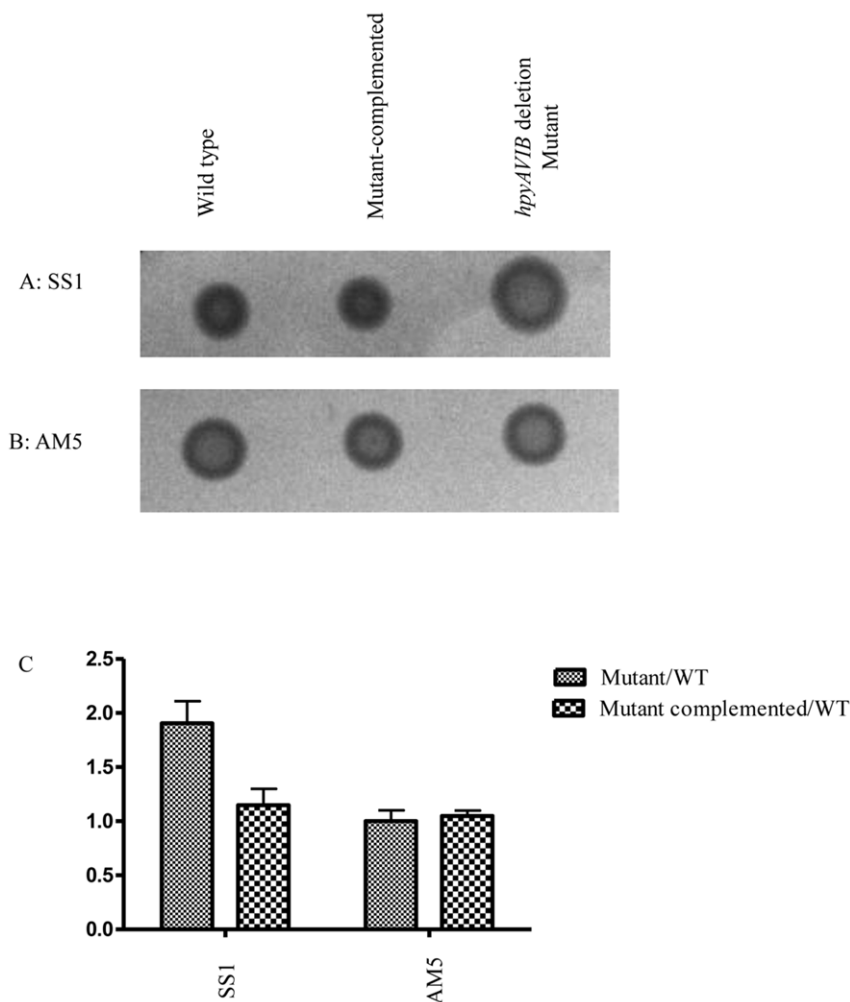 Wild type
Mutant-complemented
hpyAVIB deletion
Mutant
A: SS1
B: AM5
C
2.5
2.0
1.5
1.0
0.5
0.0
SS1
AM5
Mutant/WT
Mutant complemented/WT